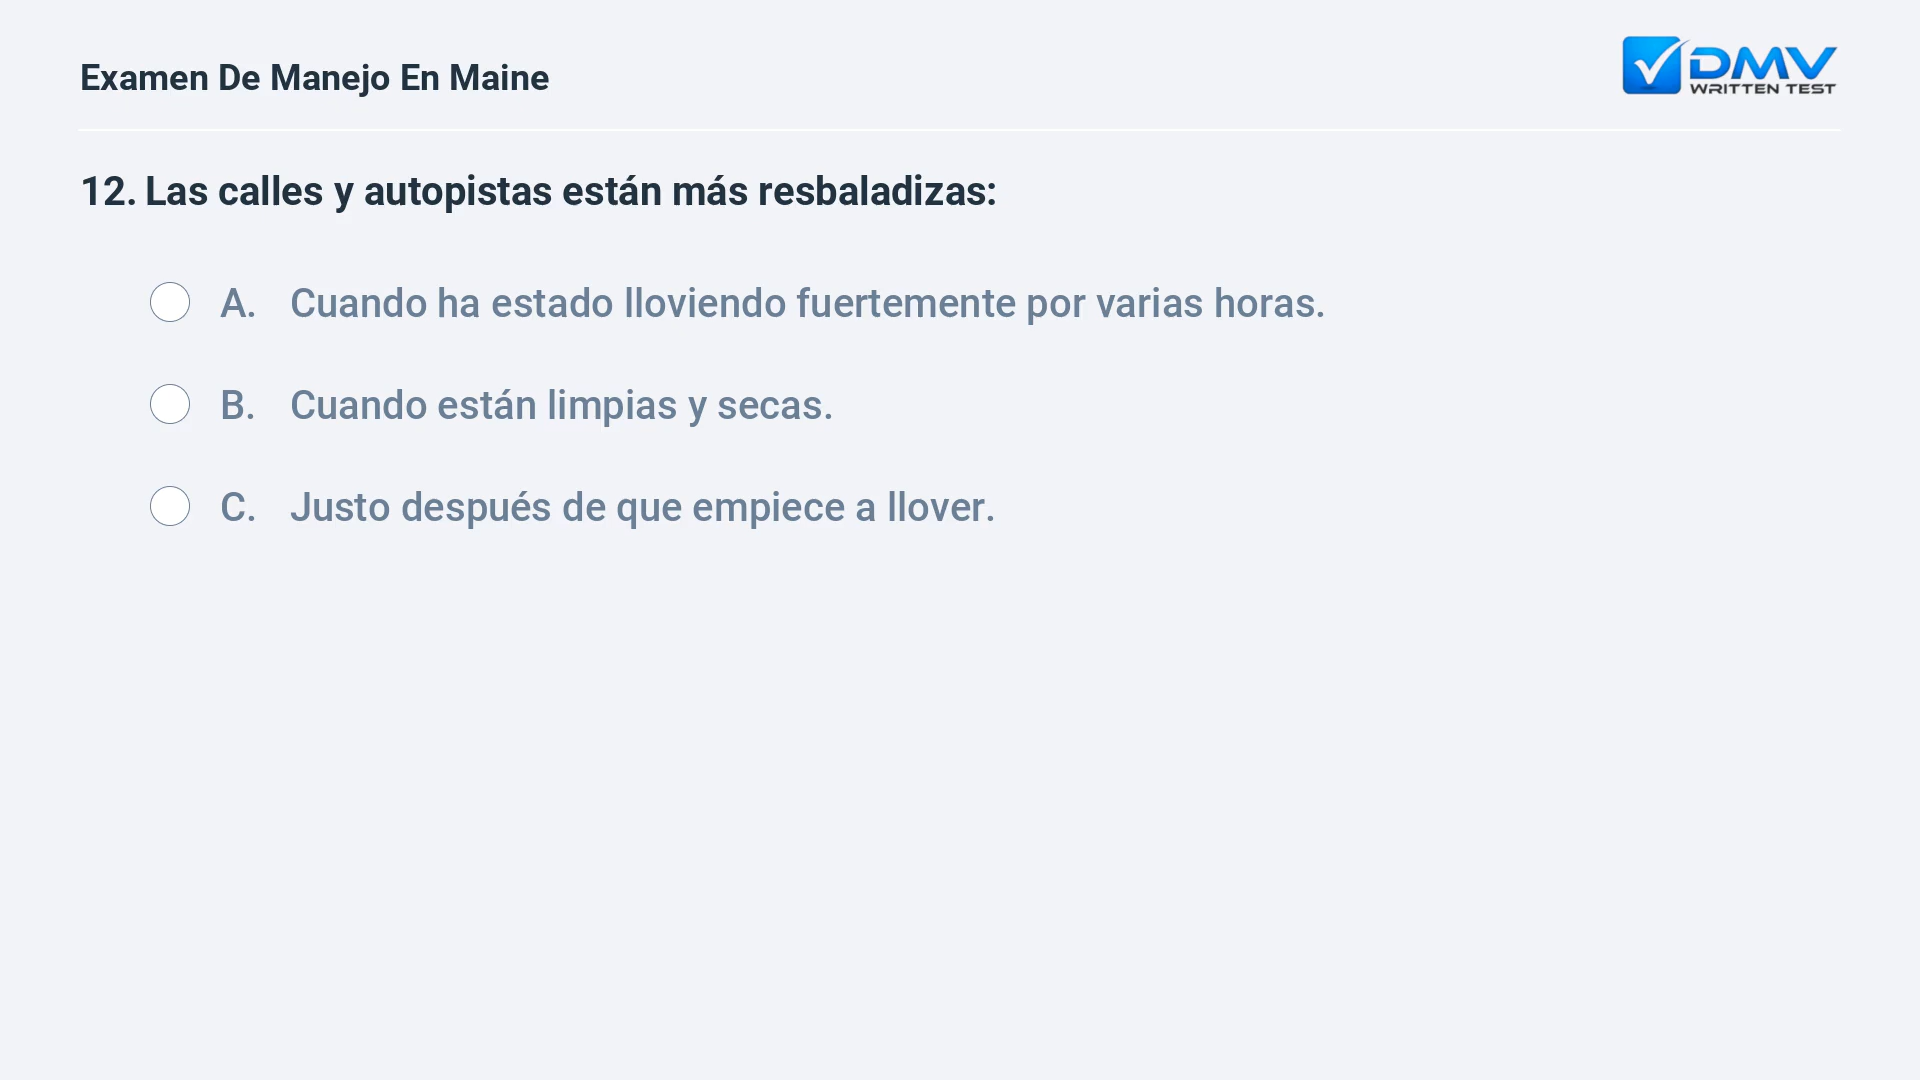 Examen De Manejo En Maine
DMV
WRITTEN TEST
12. Las calles y autopistas están más resbaladizas:
A. Cuando ha estado lloviendo fuertemente por varias horas.
B. Cuando están limpias y secas.
C. Justo después de que empiece a llover.